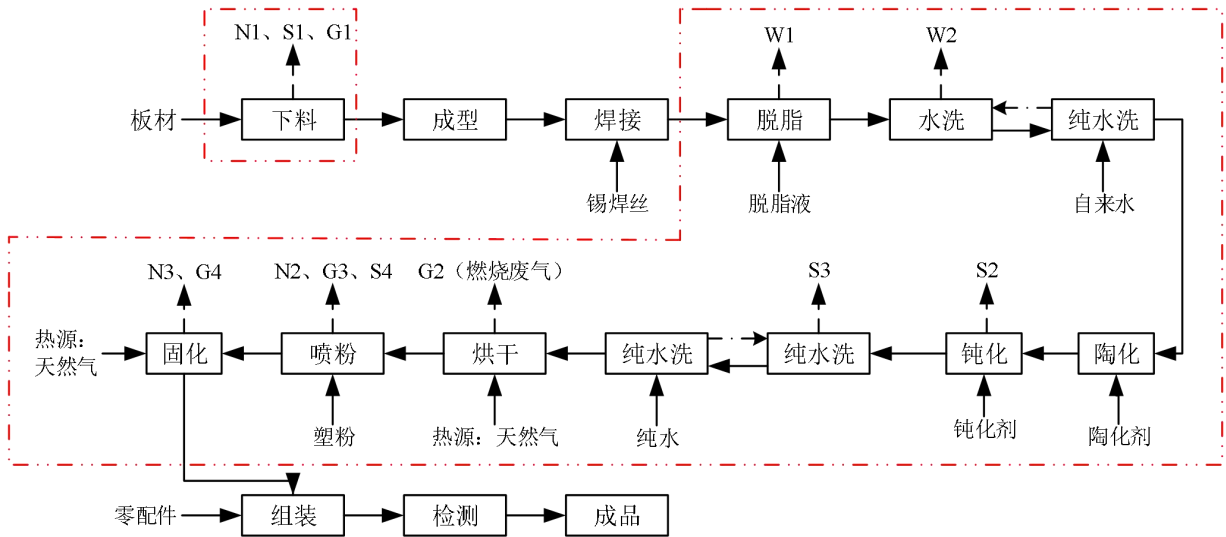 N1、S1、G1
W1
W2
板材
下料
成型
焊接
脱脂
水洗
纯水洗
锡焊丝
脱脂液
自来水
N3、G4
N2、G3、S4
G2（燃烧废气）
S3
S2
热源：
天然气
固化
喷粉
烘干
纯水洗
纯水洗
钝化
陶化
塑粉
热源：天然气
纯水
钝化剂
陶化剂
零配件
组装
检测
成品